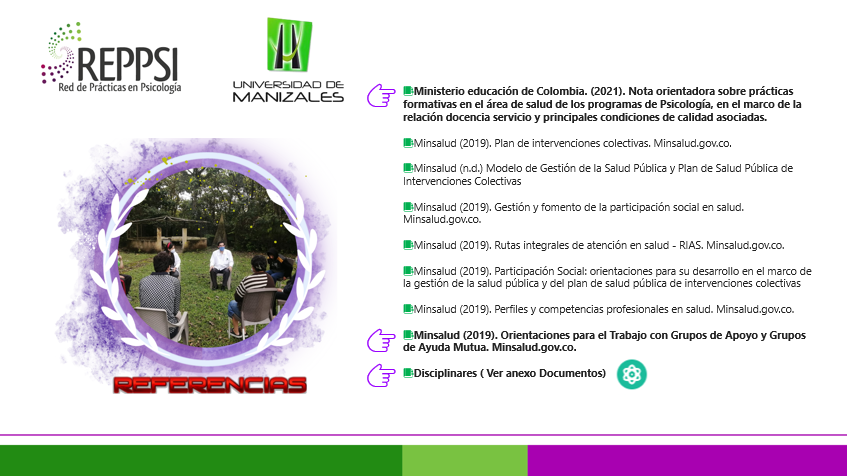 REPPSI
Red de Prácticas en Psicología
UNIVERSIDAD DE
MANIZALES
Ministerio educación de Colombia. (2021). Nota orientadora sobre prácticas
formativas en el área de salud de los programas de Psicología, en el marco de la
relación docencia servicio y principales condiciones de calidad asociadas.
Minsalud (2019). Plan de intervenciones colectivas. Minsalud.gov.co.
Minsalud (n.d.) Modelo de Gestión de la Salud Pública y Plan de Salud Pública de
Intervenciones Colectivas
Minsalud (2019). Gestión y fomento de la participación social en salud.
Minsalud.gov.co.
Minsalud (2019). Rutas integrales de atención en salud - RIAS. Minsalud.gov.co.
Minsalud (2019). Participación Social: orientaciones para su desarrollo en el marco de
la gestión de la salud pública y del plan de salud pública de intervenciones colectivas
Minsalud (2019). Perfiles y competencias profesionales en salud. Minsalud.gov.co.
Minsalud (2019). Orientaciones para el Trabajo con Grupos de Apoyo y Grupos
de Ayuda Mutua. Minsalud.gov.co.
Disciplinares ( Ver anexo Documentos)
REFERENCIAS